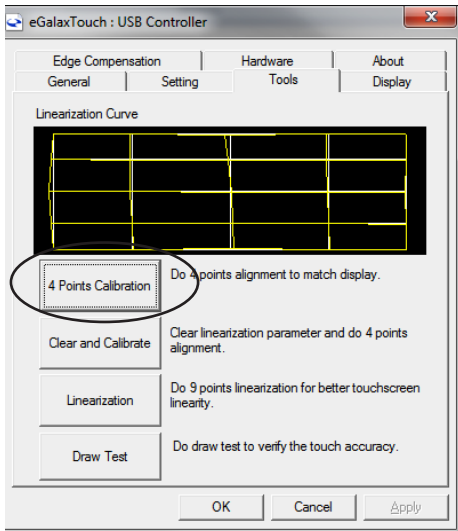 eGalaxTouch : USB Controller
Edge Compensation Hardware About
General Setting Tools Display
Linearization Curve
4 Points Calibration
Do 4 points alignment to match display.
Clear and Calibrate
Clear linearization parameter and do 4 points
alignment.
Linearization
Do 9 points linearization for better touchscreen
linearity.
Draw Test
Do draw test to verify the touch accuracy.
OK Cancel Apply